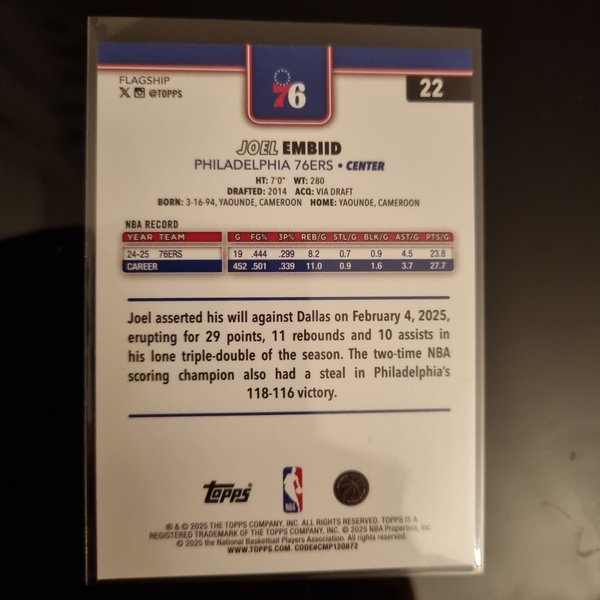 FLAGSHIP
@TOPPS
76
22
JOEL EMBIID
PHILADELPHIA 76ERS • CENTER
HT: 7'0" WT: 280
DRAFTED: 2014 ACQ: VIA DRAFT
BORN: 3-16-94, YAOUNDE, CAMEROON HOME: YAOUNDE, CAMEROON
NBA RECORD
YEAR TEAM G FG% 3P% REB/G STL/G BLK/G AST/G PTS/G
24-25 76ERS 19 .444 .299 8.2 0.7 0.9 4.5 23.8
CAREER 452 .501 .339 11.0 0.9 1.6 3.7 27.7
Joel asserted his will against Dallas on February 4, 2025,
erupting for 29 points, 11 rebounds and 10 assists in
his lone triple-double of the season. The two-time NBA
scoring champion also had a steal in Philadelphia's
118-116 victory.
Topps
NBA
® & © 2025 THE TOPPS COMPANY, INC. ALL RIGHTS RESERVED. TOPPS IS A
REGISTERED TRADEMARK OF THE TOPPS COMPANY, INC. © 2025 NBA Properties, Inc.
© 2025 the National Basketball Players Association. All rights reserved.
WWW.TOPPS.COM. CODE#CMP120872